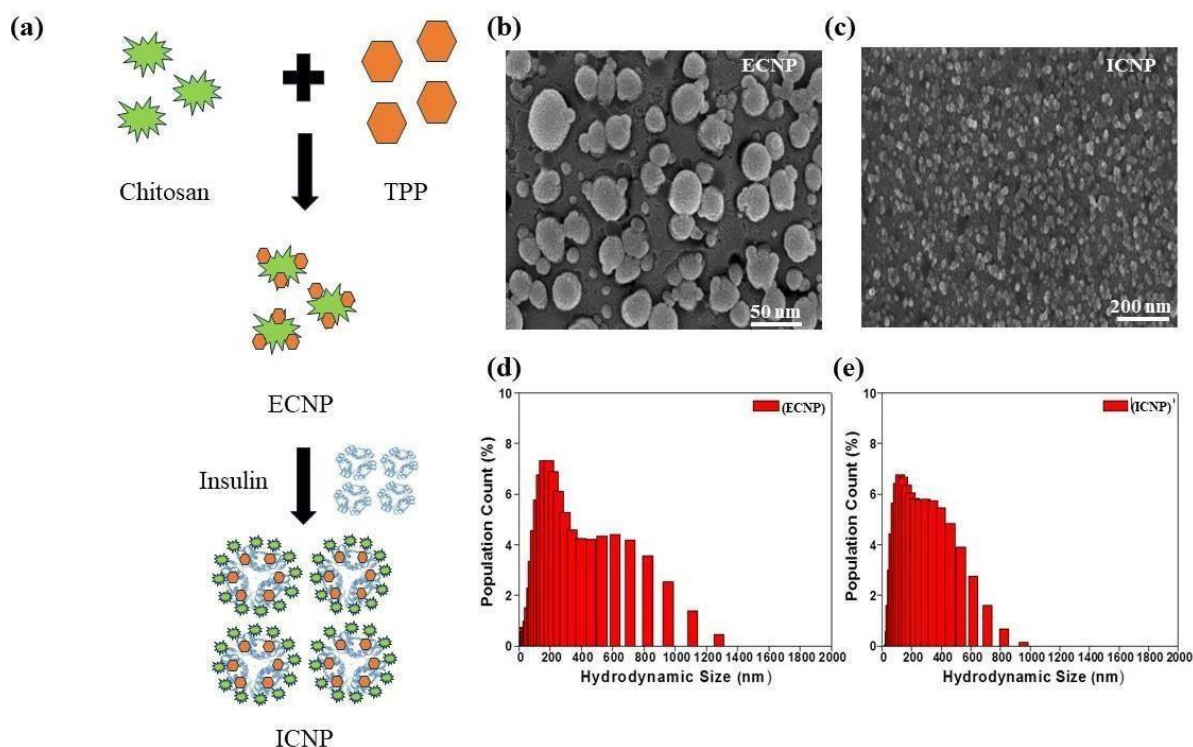 (a)
Chitosan
TPP
ECNP
Insulin
ICNP
(b)
ECNP
50 nm
(c)
ICNP
200 nm
(d)
(ECNP)
Population Count (%)
10
8
6
4
2
0
0 200 400 600 800 1000 1200 1400 1600 1800 2000
Hydrodynamic Size (nm)
(e)
(ICNP)
Population Count (%)
10
8
6
4
2
0
0 200 400 600 800 1000 1200 1400 1600 1800 2000
Hydrodynamic Size (nm)